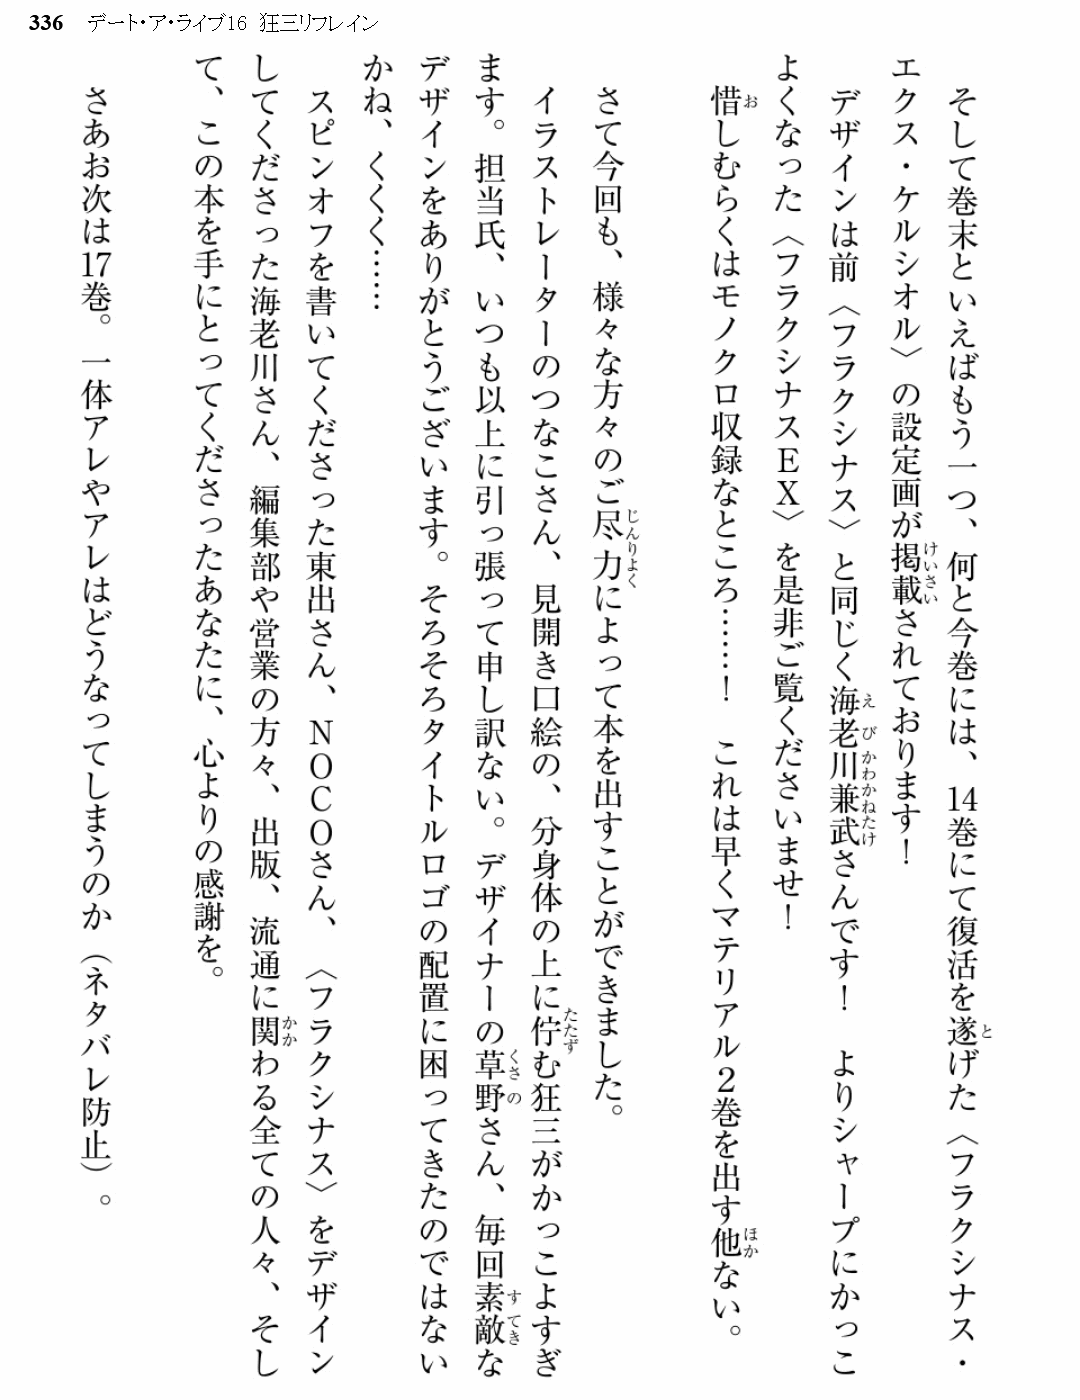 336 デート・ア・ライブ16 狂三リフレイン
そして巻末といえばもう一つ、何と今巻には、14巻にて復活を遂げた〈フラクシナス・
エクス・ケルシオル〉の設定画が掲載されております！
デザインは前〈フラクシナス〉と同じく海老川兼武さんです！　よりシャープにかっこ
よくなった〈フラクシナスＥＸ〉を是非ご覧くださいませ！
惜しむらくはモノクロ収録なところ……！　これは早くマテリアル２巻を出す他ない。
さて今回も、様々な方々のご尽力によって本を出すことができました。
イラストレーターのつなこさん、見開き口絵の、分身体の上に佇む狂三がかっこよすぎ
ます。担当氏、いつも以上に引っ張って申し訳ない。デザイナーの草野さん、毎回素敵な
デザインをありがとうございます。そろそろタイトルロゴの配置に困ってきたのではない
かね、くくく……
スピンオフを書いてくださった東出さん、ＮＯＣＯさん、〈フラクシナス〉をデザイン
してくださった海老川さん、編集部や営業の方々、出版、流通に関わる全ての人々、そし
て、この本を手にとってくださったあなたに、心よりの感謝を。
さあお次は17巻。一体アレやアレはどうなってしまうのか（ネタバレ防止）。